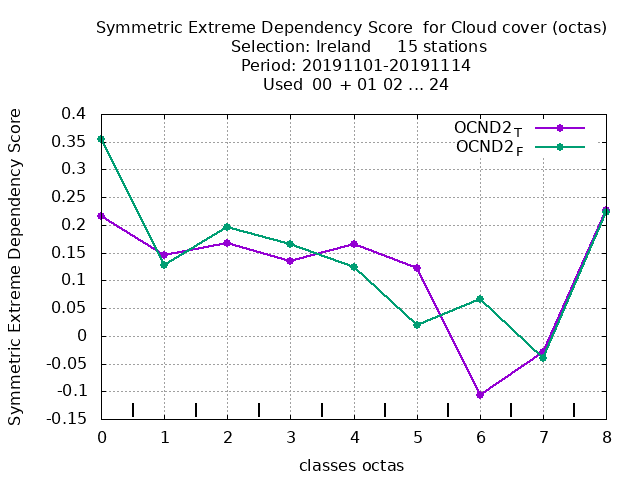 Symmetric Extreme Dependency Score for Cloud cover (octas)
Selection: Ireland 15 stations
Period: 20191101-20191114
Used 00 + 01 02 ... 24
Symmetric Extreme Dependency Score
0.4
0.35
0.3
0.25
0.2
0.15
0.1
0.05
0
-0.05
-0.1
-0.15
OCND2T
OCND2F
0 1 2 3 4 5 6 7 8
classes octas